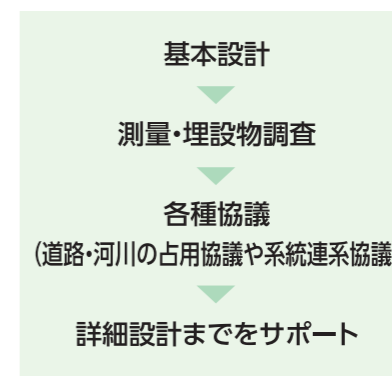 基本設計
測量・埋設物調査
各種協議
（道路・河川の占用協議や系統連系協議
詳細設計までをサポート